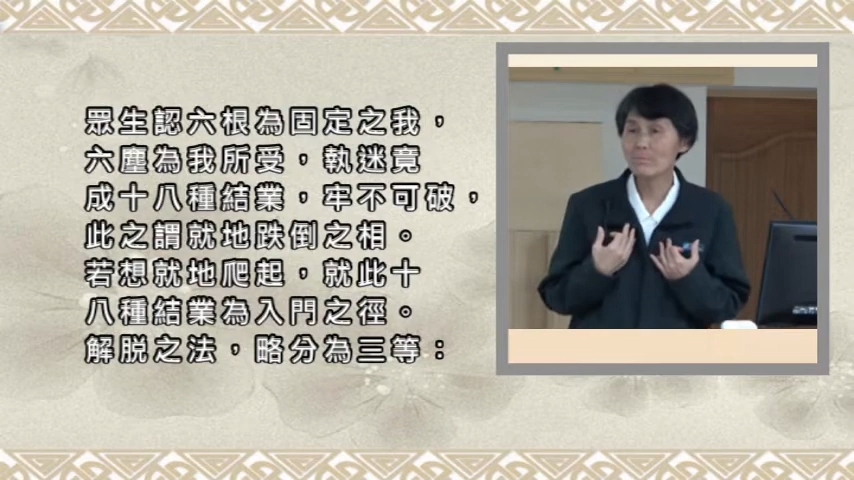 眾生認六根為固定之我，
六塵為我所受，執迷竟
成十八種結業，牢不可破，
此之謂就地跌倒之相。
若想就地爬起，就此十
八種結業為入門之徑。
解脫之法，略分為三等：